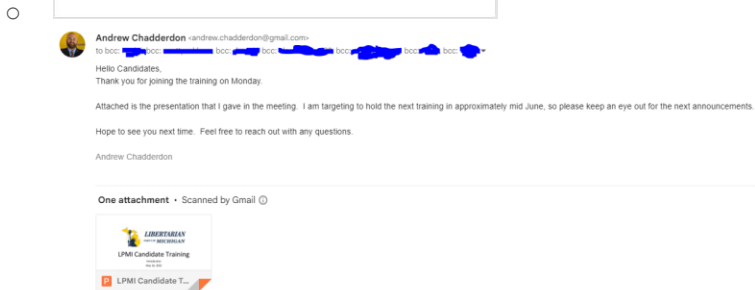 Andrew Chadderdon <andrew.chadderdon@gmail.com>
to bcc: bcc: bcc: bcc: bcc: bcc: bcc:
Hello Candidates,
Thank you for joining the training on Monday.
Attached is the presentation that I gave in the meeting. I am targeting to hold the next training in approximately mid June, so please keep an eye out for the next announcements.
Hope to see you next time. Feel free to reach out with any questions.
Andrew Chadderdon
One attachment • Scanned by Gmail
LIBERTARIAN
LPMI Candidate Training
P LPMI Candidate T...